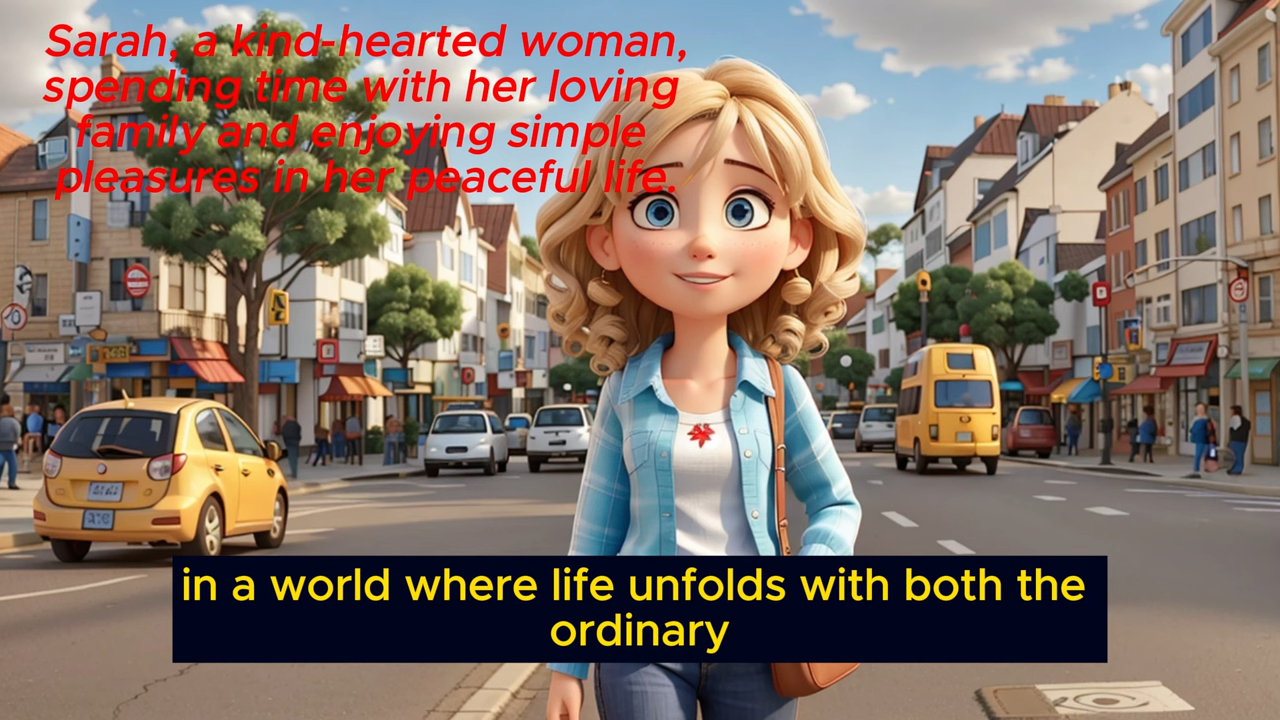 Sarah, a kind-hearted woman,
spending time with her loving
family and enjoying simple
pleasures in her peaceful life.
in a world where life unfolds with both the
ordinary